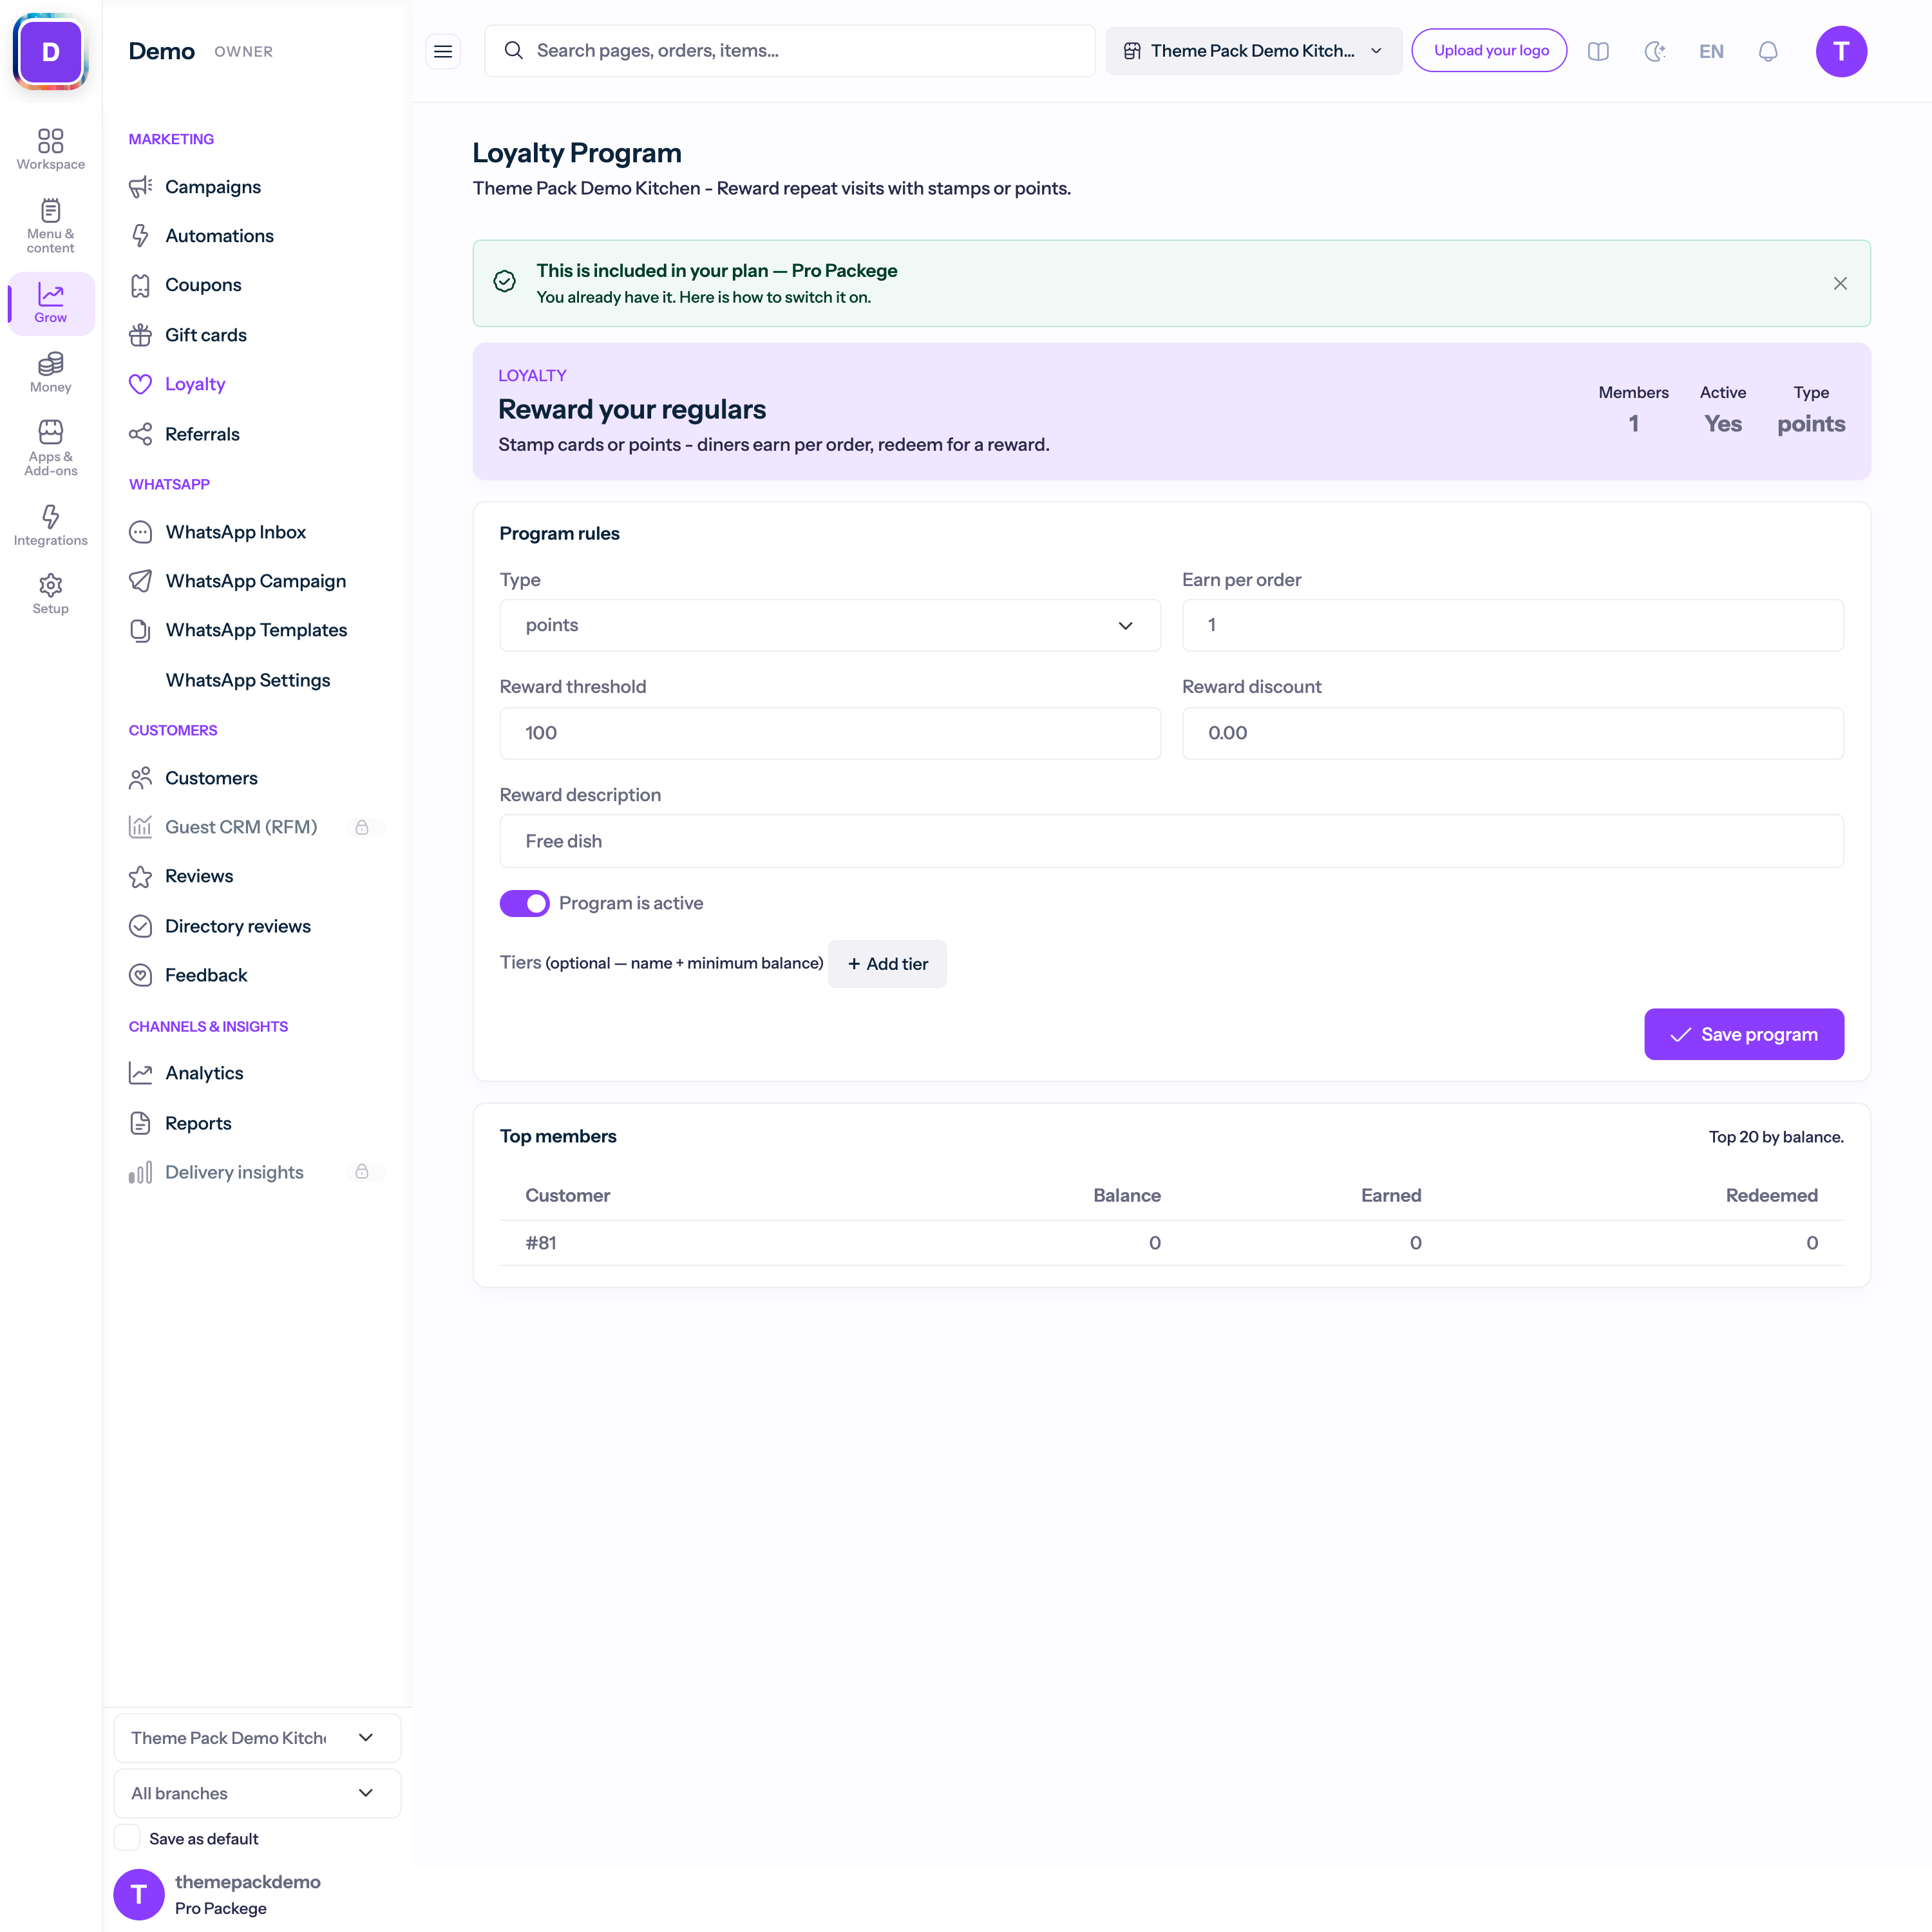 D
Demo OWNER
Search pages, orders, items...
Theme Pack Demo Kitch...
Upload your logo
EN
T
Workspace
Menu &
content
Grow
Money
Apps &
Add-ons
Integrations
Setup
MARKETING
Campaigns
Automations
Coupons
Gift cards
Loyalty
Referrals
WHATSAPP
WhatsApp Inbox
WhatsApp Campaign
WhatsApp Templates
WhatsApp Settings
CUSTOMERS
Customers
Guest CRM (RFM)
Reviews
Directory reviews
Feedback
CHANNELS & INSIGHTS
Analytics
Reports
Delivery insights
Theme Pack Demo Kitche
All branches
Save as default
T
themepackdemo
Pro Packege
Loyalty Program
Theme Pack Demo Kitchen - Reward repeat visits with stamps or points.
This is included in your plan — Pro Packege
You already have it. Here is how to switch it on.
LOYALTY
Reward your regulars
Stamp cards or points - diners earn per order, redeem for a reward.
Members Active Type
1 Yes points
Program rules
Type Earn per order
points 1
Reward threshold Reward discount
100 0.00
Reward description
Free dish
Program is active
Tiers (optional — name + minimum balance) + Add tier
Save program
Top members Top 20 by balance.
Customer Balance Earned Redeemed
#81 0 0 0